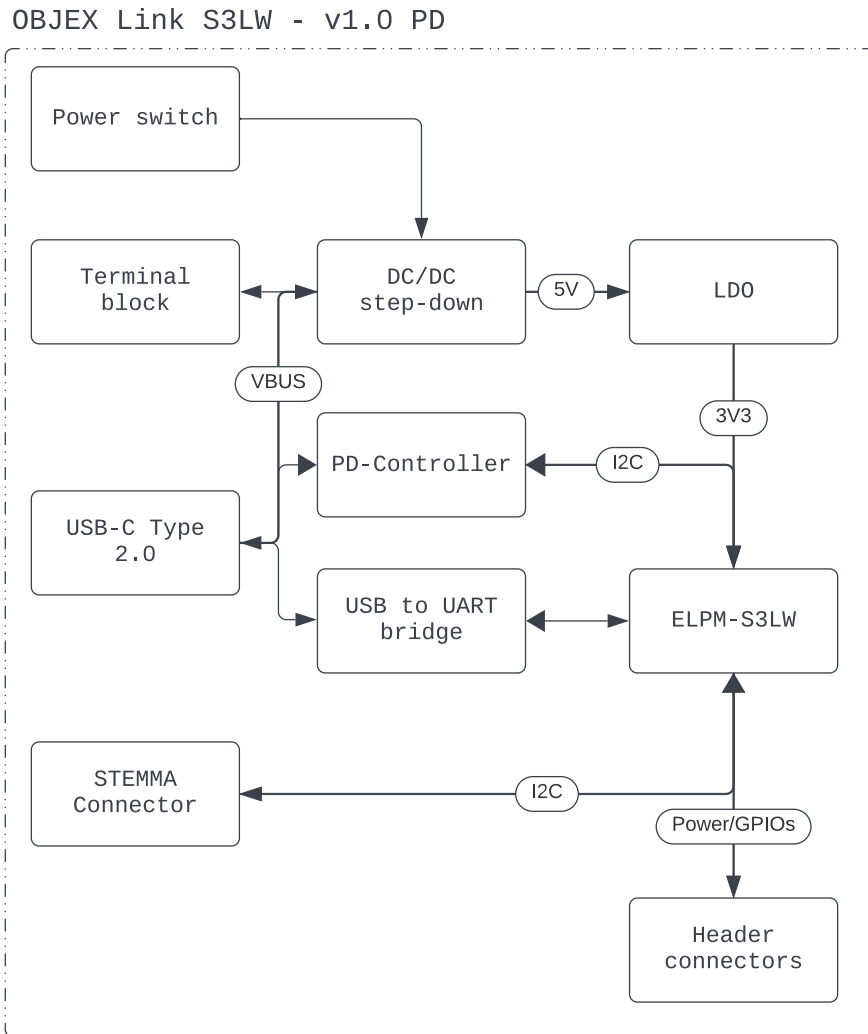 OBJEX Link S3LW - v1.0 PD
Power switch
Terminal
block
DC/DC
step-down
5V
LDO
VBUS
3V3
PD-Controller
I2C
USB-C Type
2.0
USB to UART
bridge
ELPM-S3LW
STEMMA
Connector
I2C
Power/GPIOs
Header
connectors